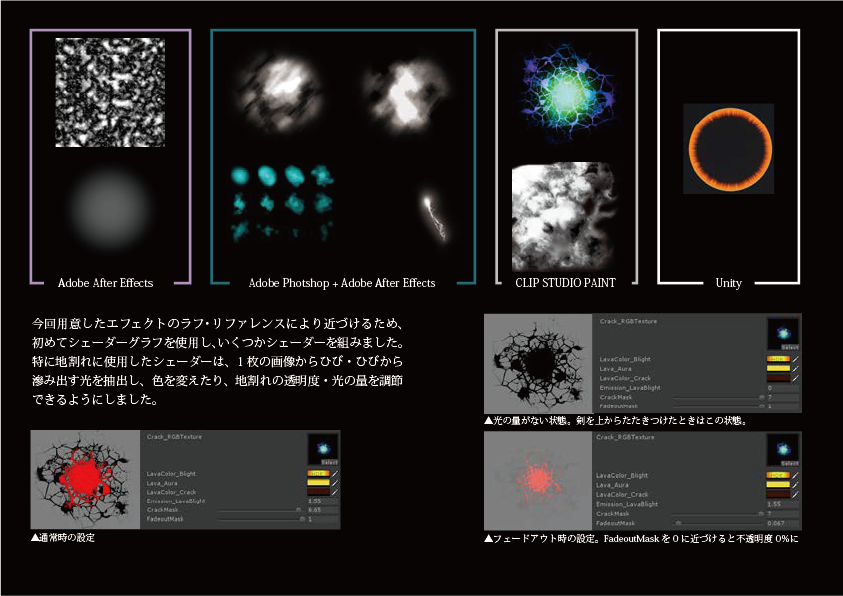 Adobe After Effects
Adobe Photshop + Adobe After Effects
CLIP STUDIO PAINT
Unity
今回用意したエフェクトのラフ・リファレンスにより近づけるため、
初めてシェーダーグラフを使用し、いくつかシェーダーを組みました。
特に地割れに使用したシェーダーは、1枚の画像からひび・ひびから
滲み出す光を抽出し、色を変えたり、地割れの透明度・光の量を調節
できるようにしました。
Crack_RGBTexture
Select
LavaColor_Blight
HDR
Lava_Aura
LavaColor_Crack
Emission_LavaBlight
1.55
CrackMask
6.65
FadeoutMask
1
▲通常時の設定
Crack_RGBTexture
Select
LavaColor_Blight
HDR
Lava_Aura
LavaColor_Crack
Emission_LavaBlight
0
CrackMask
7
FadeoutMask
1
▲光の量がない状態。剣を上からたたきつけたときはこの状態。
Crack_RGBTexture
Select
LavaColor_Blight
HDR
Lava_Aura
LavaColor_Crack
Emission_LavaBlight
1.55
CrackMask
7
FadeoutMask
0.067
▲フェードアウト時の設定。FadeoutMask を 0 に近づけると不透明度 0％に